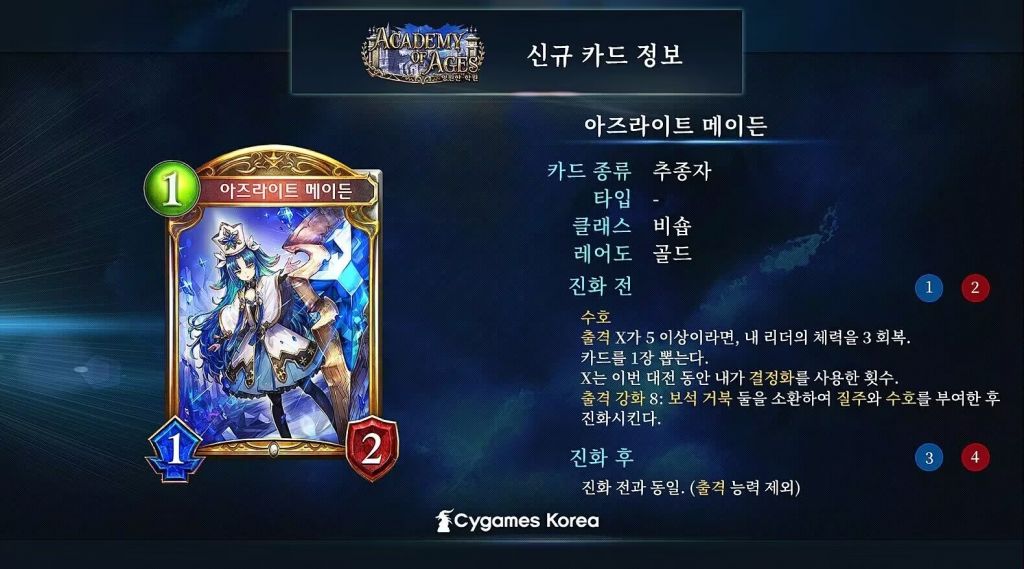 ACADEMY
OF AGES
영원한 학원
신규 카드 정보
아즈라이트 메이든
1
아즈라이트 메이든
1
2
카드 종류 추종자
타입 -
클래스 비숍
레어도 골드
진화 전 1 2
수호
출격 X가 5 이상이라면, 내 리더의 체력을 3 회복.
카드를 1장 뽑는다.
X는 이번 대전 동안 내가 결정화를 사용한 횟수.
출격 강화 8: 보석 거북 둘을 소환하여 질주와 수호를 부여한 후
진화시킨다.
진화 후 3 4
진화 전과 동일. (출격 능력 제외)
Cygames Korea